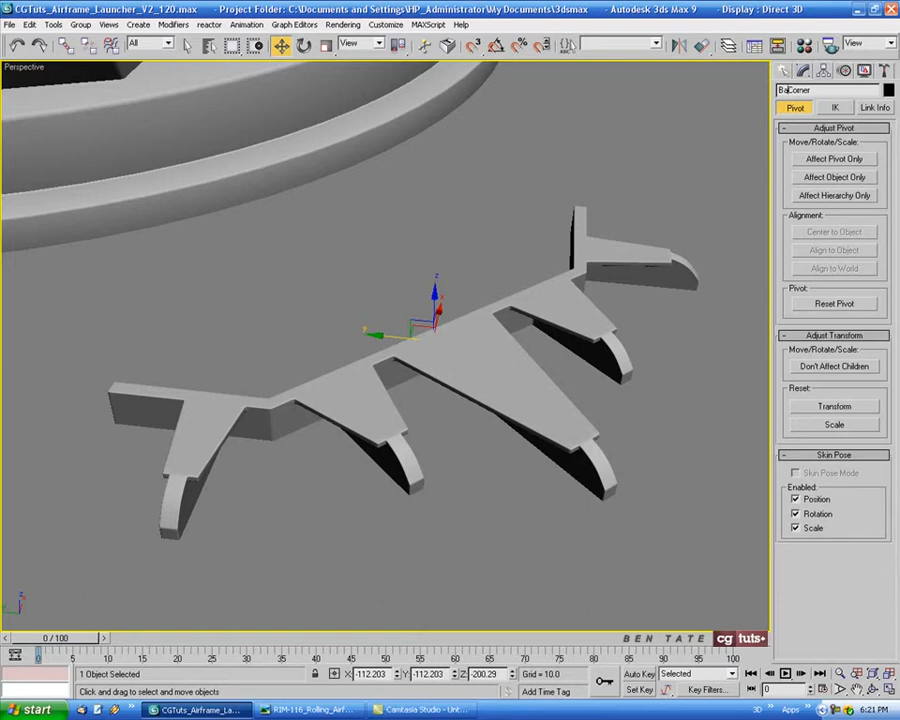 CGTuts_Airframe_Launcher_V2_120.max - Project Folder: C:\Documents and Settings\HP_Administrator\My Documents\3dsmax - Autodesk 3ds Max 9 - Display : Direct 3D
File Edit Tools Group Views Create Modifiers reactor Animation Graph Editors Rendering Customize MAXScript Help
All View View
Perspective
BaCorner
Pivot IK Link Info
- Adjust Pivot
Move/Rotate/Scale:
Affect Pivot Only
Affect Object Only
Affect Hierarchy Only
Alignment:
Center to Object
Align to Object
Align to World
Pivot:
Reset Pivot
- Adjust Transform
Move/Rotate/Scale:
Don't Affect Children
Reset:
Transform
Scale
- Skin Pose
Skin Pose Mode
Enabled:
Position
Rotation
Scale
z
x
y
z
BEN TATE cg tuts+
< 0 / 100 >
0 5 10 15 20 25 30 35 40 45 50 55 60 65 70 75 80 85 90 95 100
1 Object Selected X: -112.203 Y: -112.203 Z: -200.29 Grid = 10.0 Auto Key Selected
Click and drag to select and move objects Add Time Tag Set Key Key Filters... 0
start CGTuts_Airframe_La... RIM-116_Rolling_Airf... Camtasia Studio - Unt... 3D Apps 6:21 PM